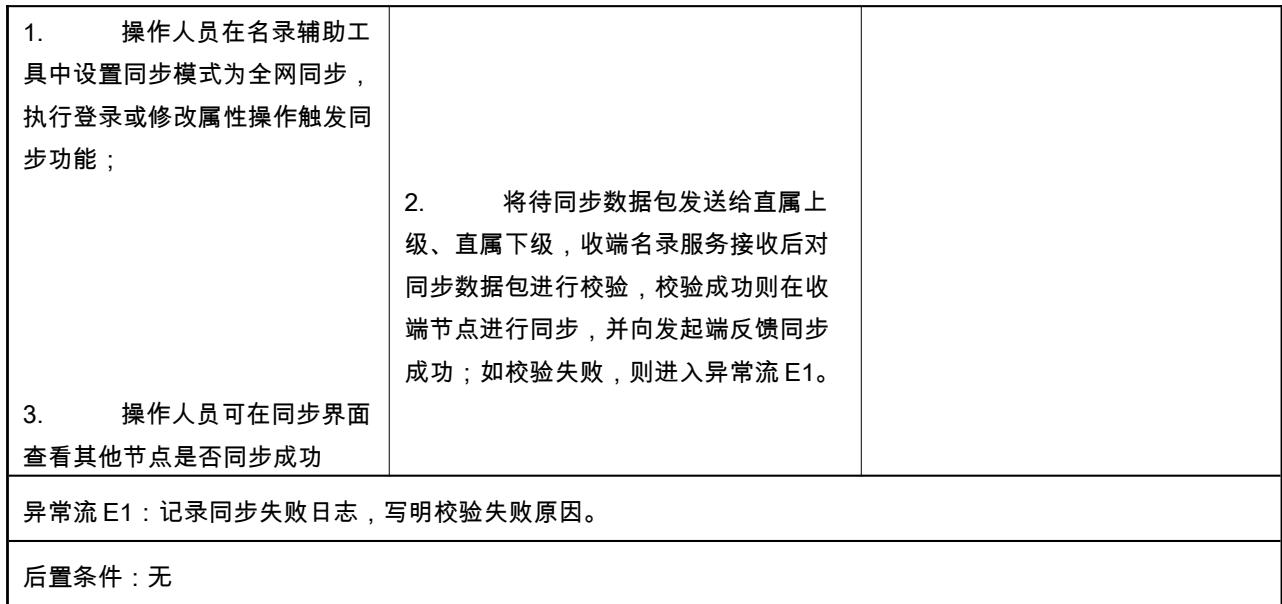 1. 操作人员在名录辅助工
具中设置同步模式为全网同步，
执行登录或修改属性操作触发同
步功能；
2. 将待同步数据包发送给直属上
级、直属下级，收端名录服务接收后对
同步数据包进行校验，校验成功则在收
端节点进行同步，并向发起端反馈同步
成功；如校验失败，则进入异常流 E1。
3. 操作人员可在同步界面
查看其他节点是否同步成功
异常流 E1：记录同步失败日志，写明校验失败原因。
后置条件：无